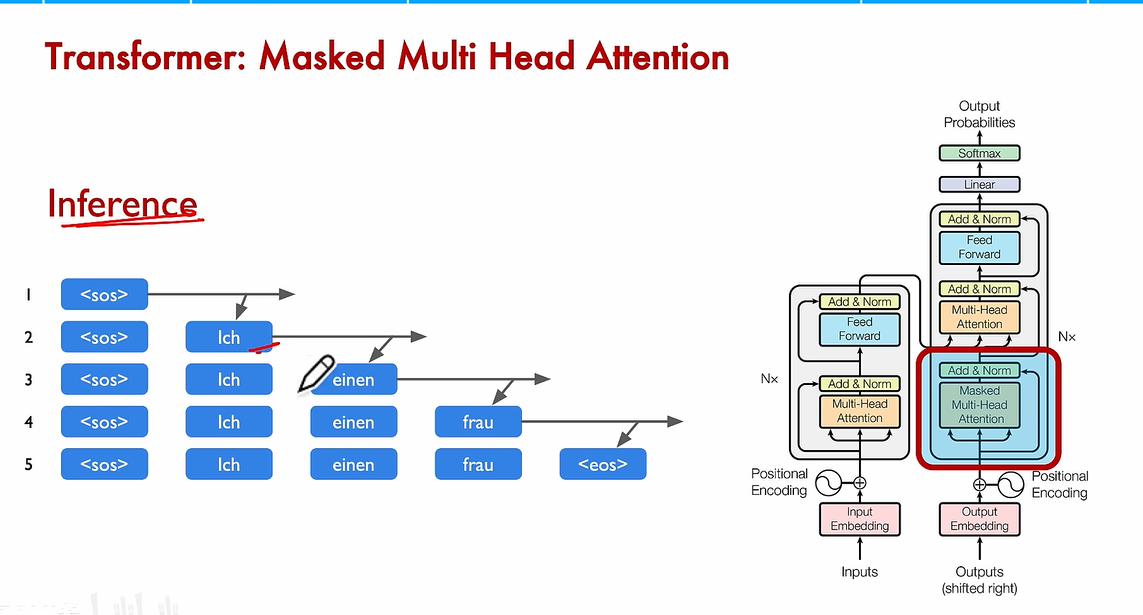 Transformer: Masked Multi Head Attention
Inference
1 <sos>
2 <sos> Ich
3 <sos> Ich einen
4 <sos> Ich einen frau
5 <sos> Ich einen frau <eos>
Output
Probabilities
Softmax
Linear
Add & Norm
Feed
Forward
Add & Norm
Multi-Head
Attention
Nx
Add & Norm
Masked
Multi-Head
Attention
Add & Norm
Feed
Forward
Nx
Add & Norm
Multi-Head
Attention
Positional
Encoding
Positional
Encoding
Input
Embedding
Output
Embedding
Inputs
Outputs
(shifted right)